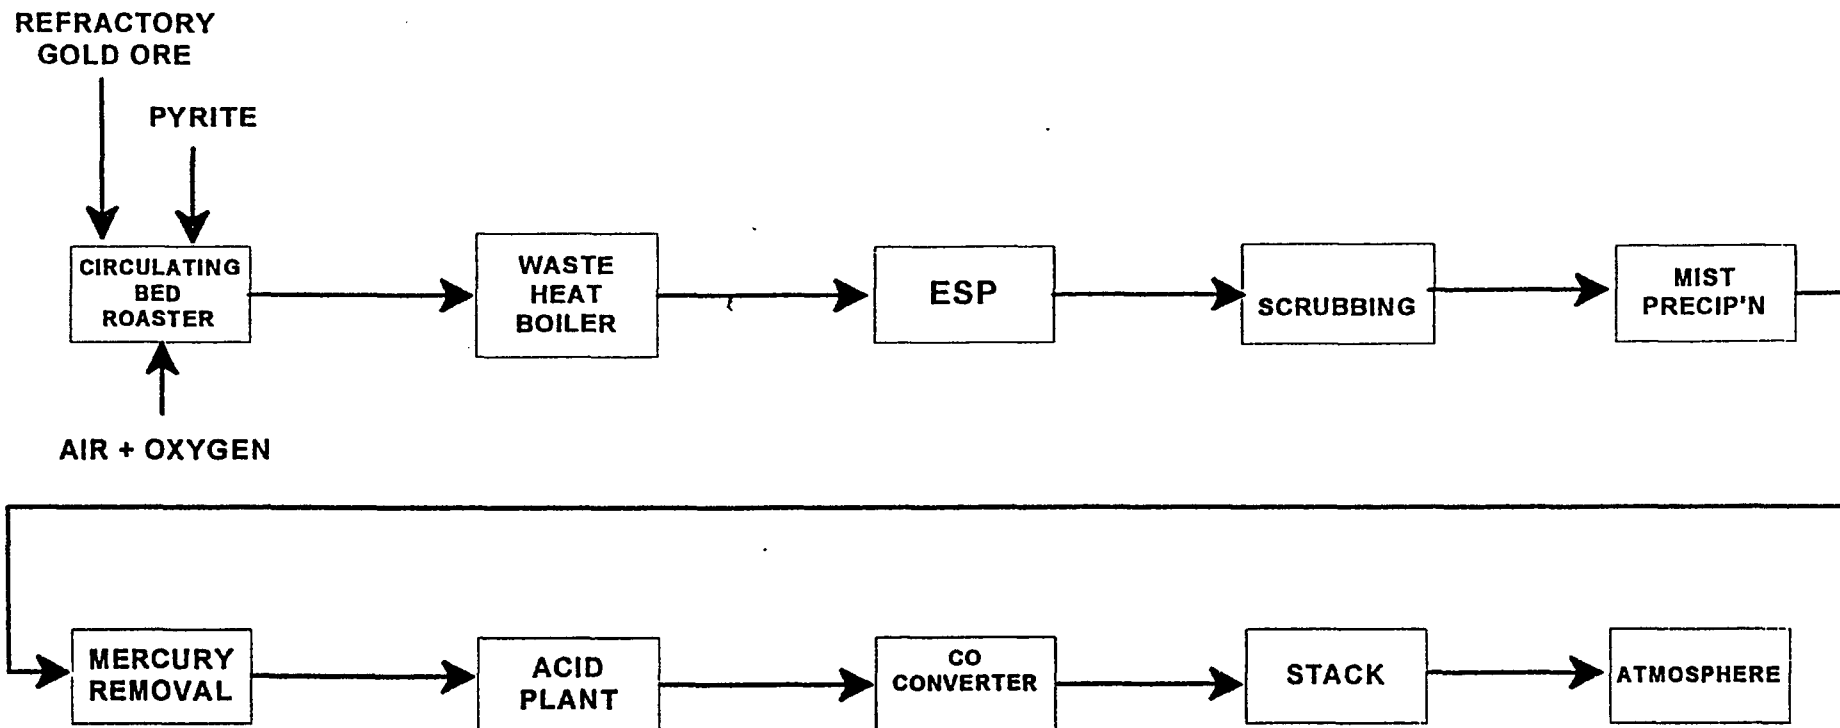 REFRACTORY
GOLD ORE
PYRITE
CIRCULATING
BED
ROASTER
WASTE
HEAT
BOILER
ESP
SCRUBBING
MIST
PRECIP'N
AIR + OXYGEN
MERCURY
REMOVAL
ACID
PLANT
CO
CONVERTER
STACK
ATMOSPHERE